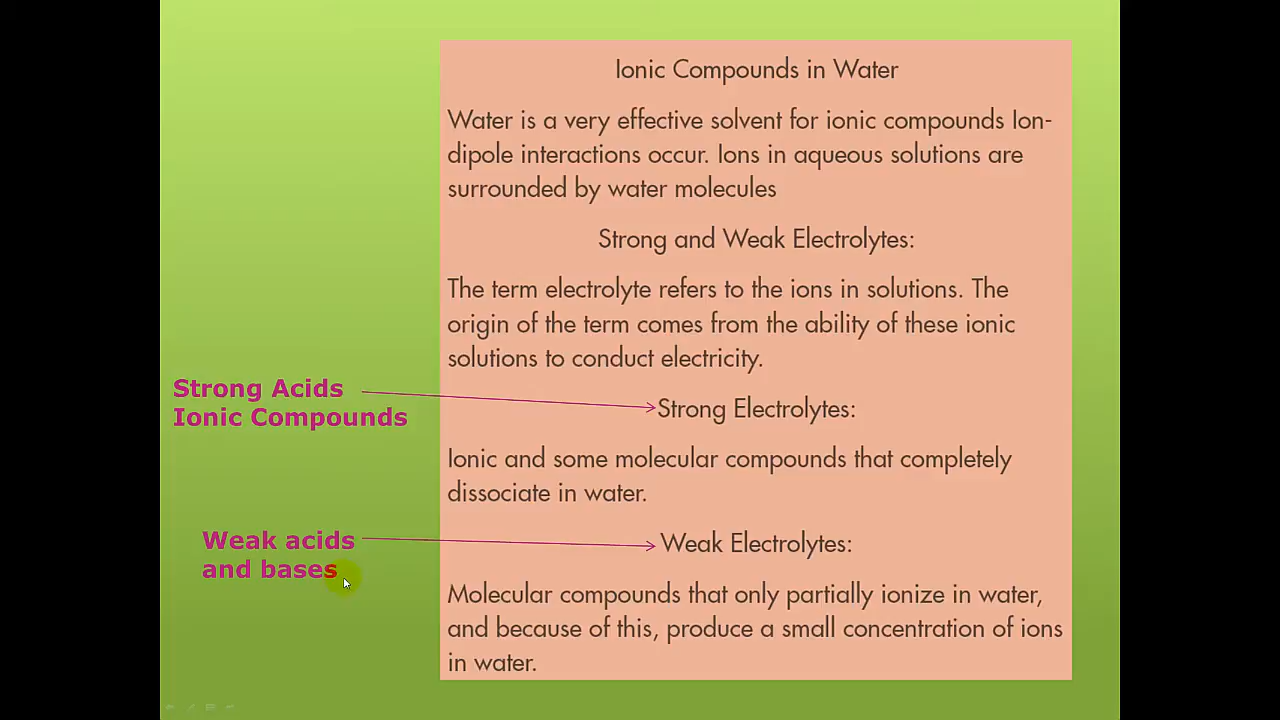 Ionic Compounds in Water
Water is a very effective solvent for ionic compounds Ion-
dipole interactions occur. Ions in aqueous solutions are
surrounded by water molecules
Strong and Weak Electrolytes:
The term electrolyte refers to the ions in solutions. The
origin of the term comes from the ability of these ionic
solutions to conduct electricity.
Strong Acids
Ionic Compounds
Strong Electrolytes:
Ionic and some molecular compounds that completely
dissociate in water.
Weak acids
and bases
Weak Electrolytes:
Molecular compounds that only partially ionize in water,
and because of this, produce a small concentration of ions
in water.